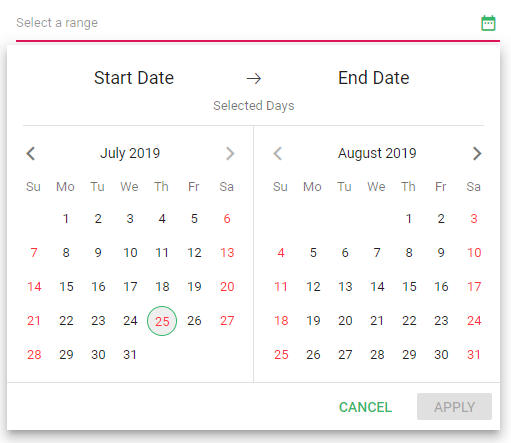 Select a range
Start Date → End Date
Selected Days
July 2019
Su Mo Tu We Th Fr Sa
1 2 3 4 5 6
7 8 9 10 11 12 13
14 15 16 17 18 19 20
21 22 23 24 25 26 27
28 29 30 31
August 2019
Su Mo Tu We Th Fr Sa
1 2 3
4 5 6 7 8 9 10
11 12 13 14 15 16 17
18 19 20 21 22 23 24
25 26 27 28 29 30 31
CANCEL APPLY